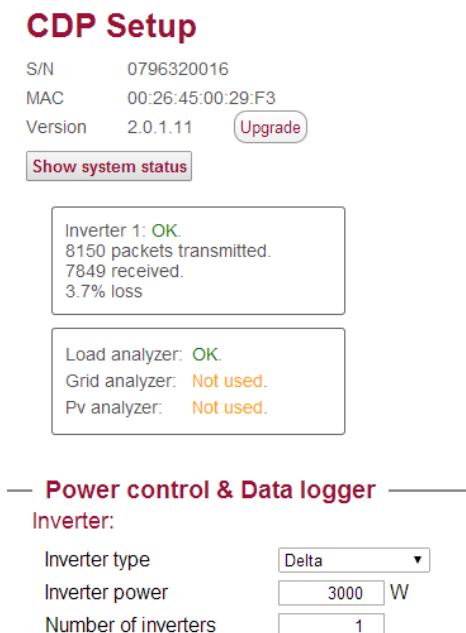 CDP Setup
S/N 0796320016
MAC 00:26:45:00:29:F3
Version 2.0.1.11 Upgrade
Show system status
Inverter 1: OK.
8150 packets transmitted.
7849 received.
3.7% loss
Load analyzer: OK.
Grid analyzer: Not used.
Pv analyzer: Not used.
Power control & Data logger
Inverter:
Inverter type Delta
Inverter power 3000 W
Number of inverters 1